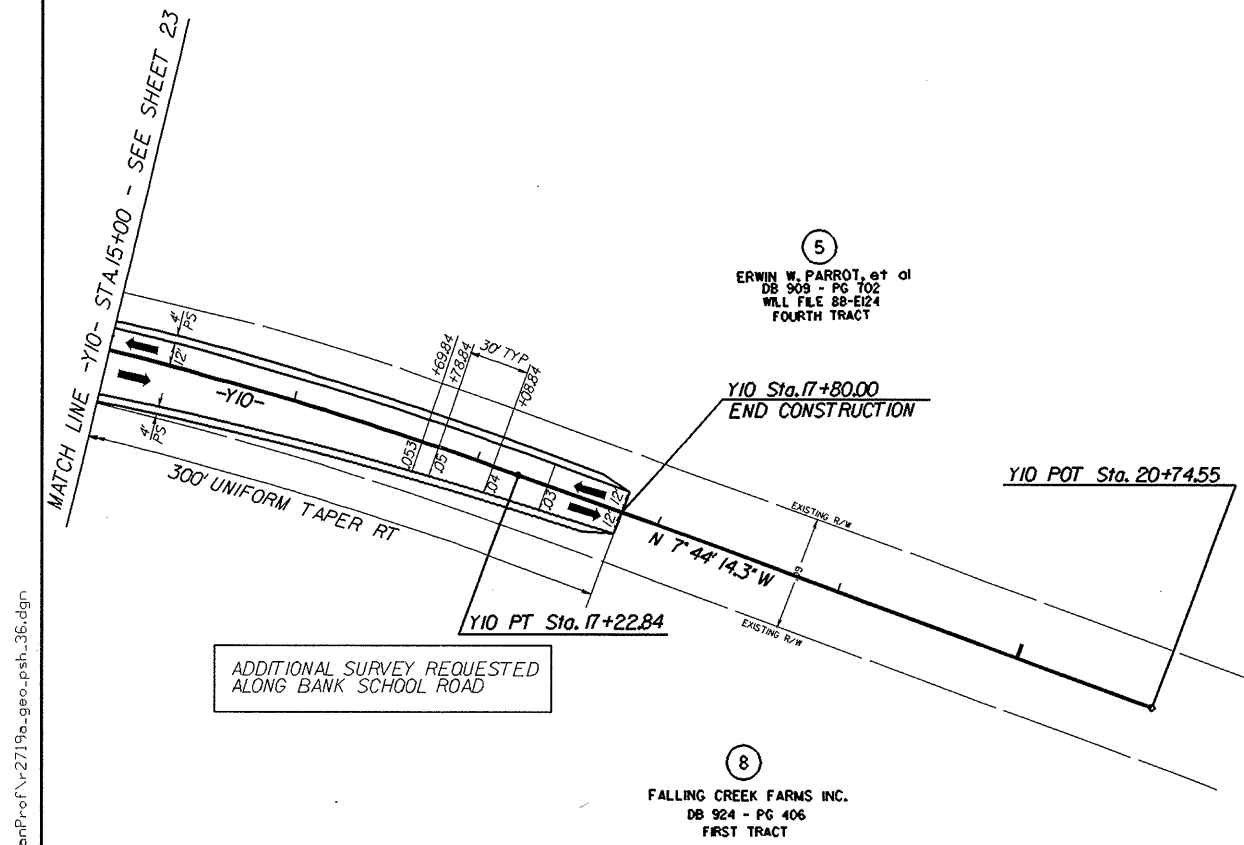 MATCH LINE -Y10- STA.15+00 - SEE SHEET 23
5
ERWIN W. PARROT, et al
DB 909 - PG 702
WILL FILE 88-E124
FOURTH TRACT
4'
PS
12'
-Y10-
4'
PS
+69.84
+78.84
30' TYP
+08.84
.053
.05
.04
.03
12'
12'
Y10 Sta.17+80.00
END CONSTRUCTION
Y10 POT Sta. 20+74.55
300' UNIFORM TAPER RT
N 7° 44' 14.3" W
EXISTING R/W
60'
EXISTING R/W
Y10 PT Sta. 17+22.84
ADDITIONAL SURVEY REQUESTED
ALONG BANK SCHOOL ROAD
8
FALLING CREEK FARMS INC.
DB 924 - PG 406
FIRST TRACT
anProf\r2719a_geo_psh_36.dgn